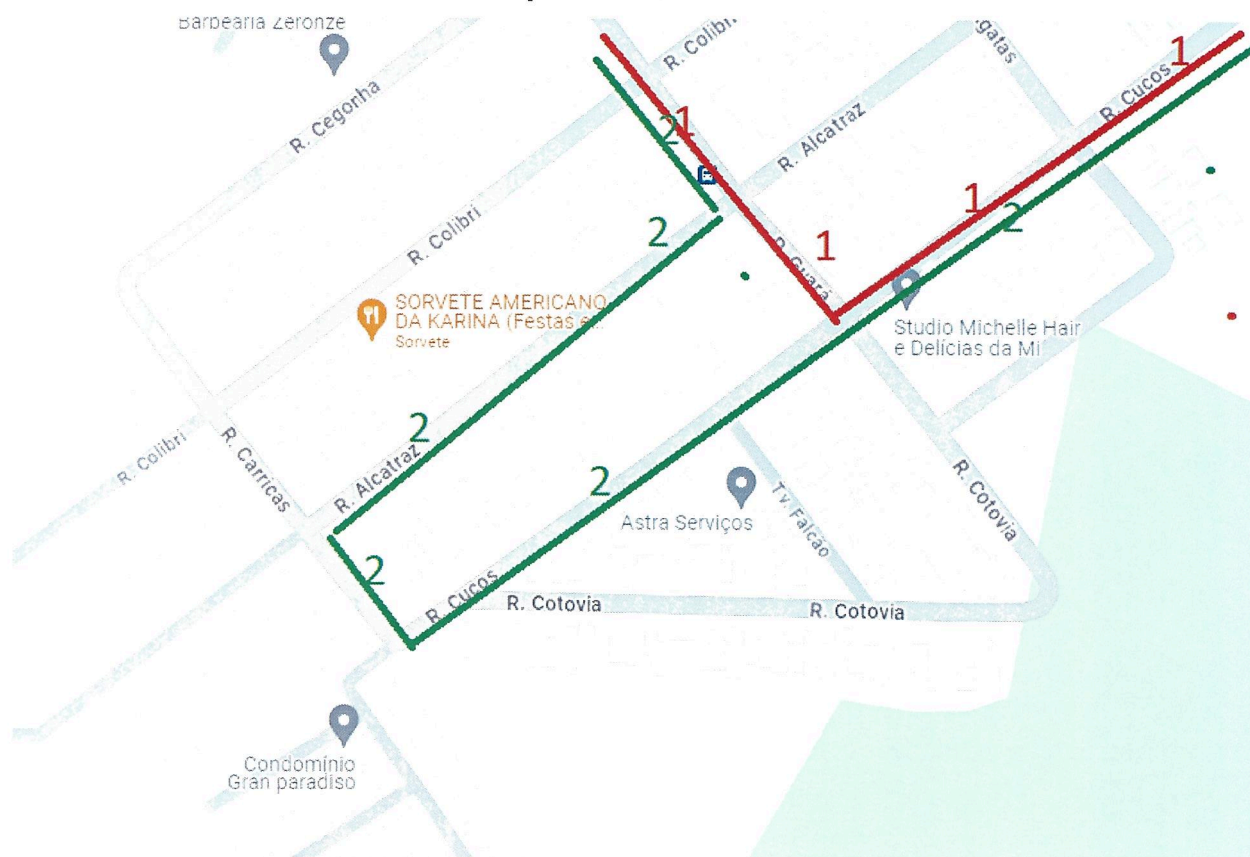 Barbearia Zeronze
R. Colibri
R. Cucos
R. Cegonha
R. Alcatraz
1
1
2
1
2
2
1
R. Colibri
R. Guará
SORVETE AMERICANO
DA KARINA (Festas e...
Sorvete
Studio Michelle Hair
e Delícias da Mi
2
R. Colibri
R. Carricas
R. Alcatraz
2
Astra Serviços
Tv. Falcão
R. Cotovia
2
R. Cucos
R. Cotovia
R. Cotovia
Condomínio
Gran paradiso